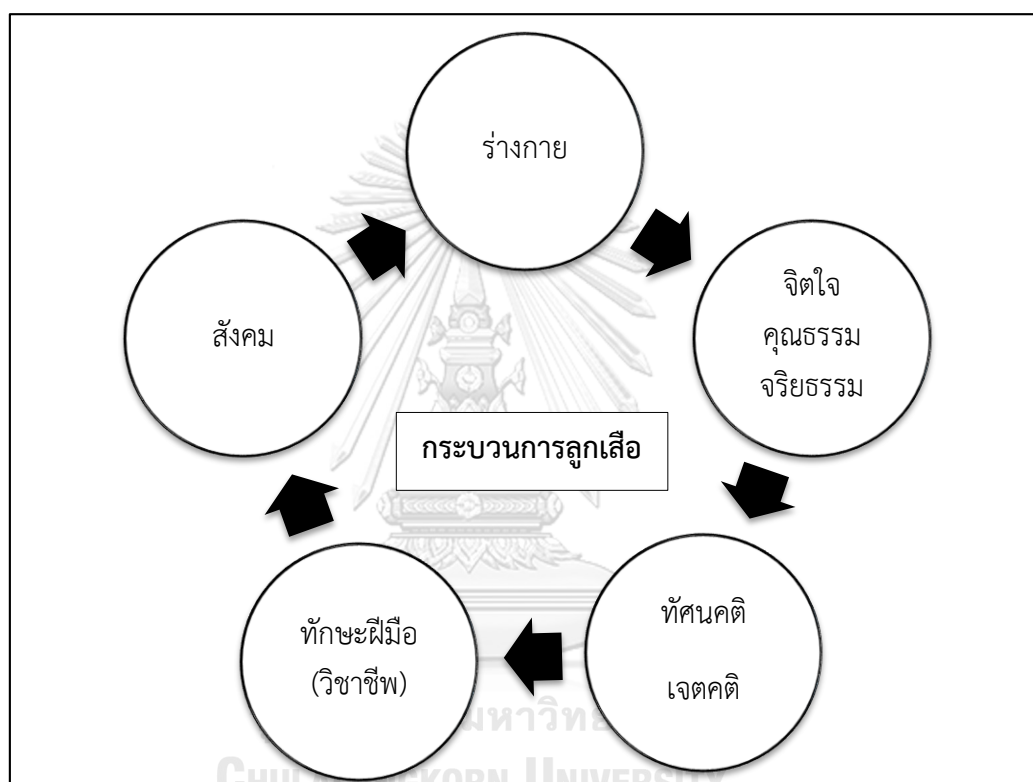 ร่างกาย
จิตใจ
คุณธรรม
จริยธรรม
ทัศนคติ
เจตคติ
ทักษะฝีมือ
(วิชาชีพ)
สังคม
กระบวนการลูกเสือ